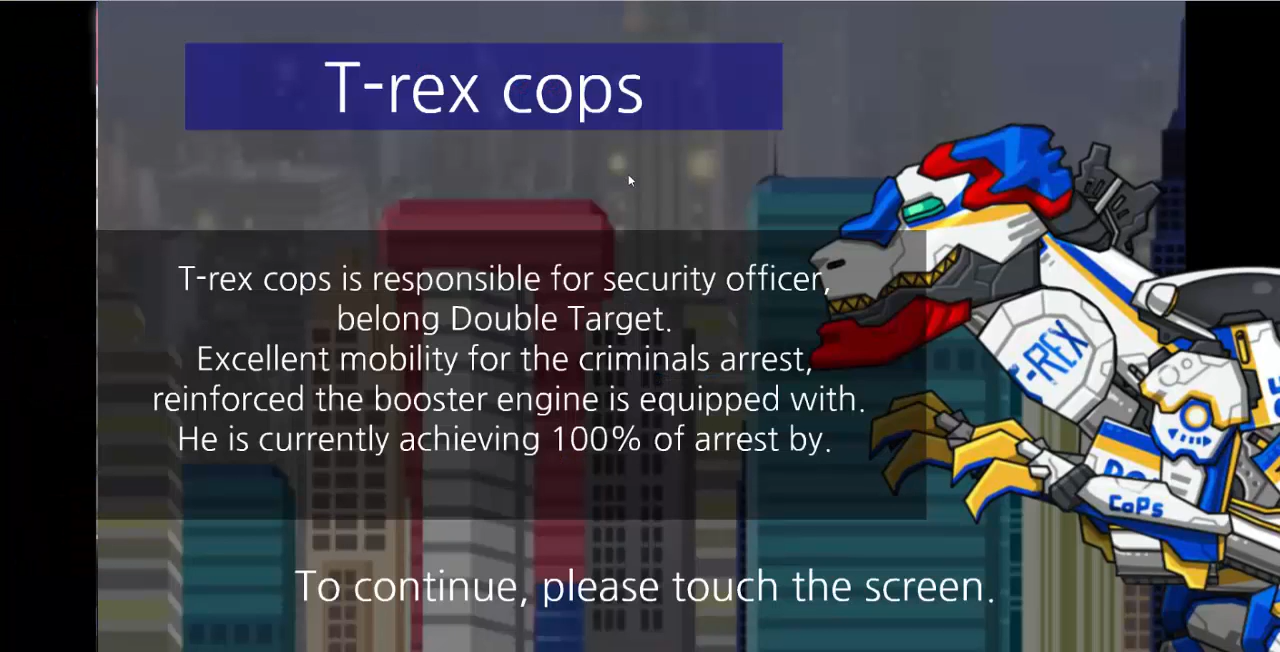 T-rex cops
T-rex cops is responsible for security officer,
belong Double Target.
Excellent mobility for the criminals arrest,
reinforced the booster engine is equipped with.
He is currently achieving 100% of arrest by.
-REX
CoPs
To continue, please touch the screen.